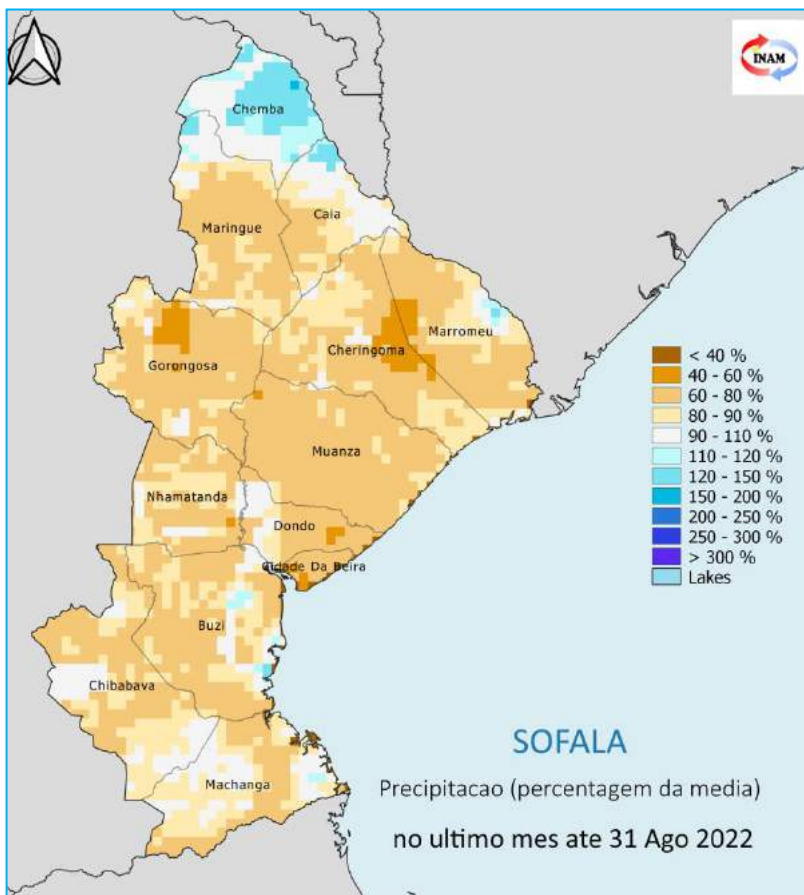 INAM
Chemba
Maringue
Caia
Marromeu
Cheringoma
Gorongosa
Muanza
Nhamatanda
Dondo
Cidade Da Beira
Buzi
Chibabava
Machanga
< 40 %
40 - 60 %
60 - 80 %
80 - 90 %
90 - 110 %
110 - 120 %
120 - 150 %
150 - 200 %
200 - 250 %
250 - 300 %
> 300 %
Lakes
SOFALA
Precipitacao (percentagem da media)
no ultimo mes ate 31 Ago 2022